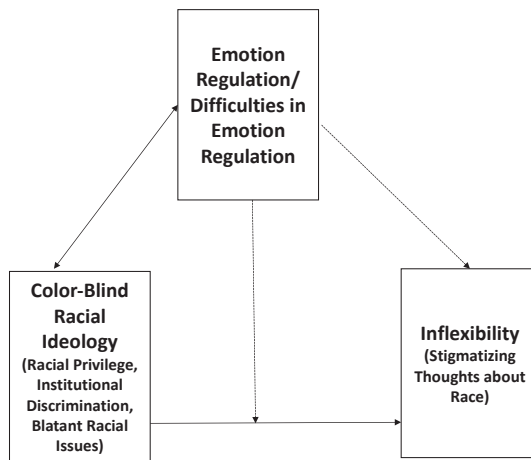 Emotion
Regulation/
Difficulties in
Emotion
Regulation
Color-Blind
Racial
Ideology
(Racial Privilege,
Institutional
Discrimination,
Blatant Racial
Issues)
Inflexibility
(Stigmatizing
Thoughts about
Race)